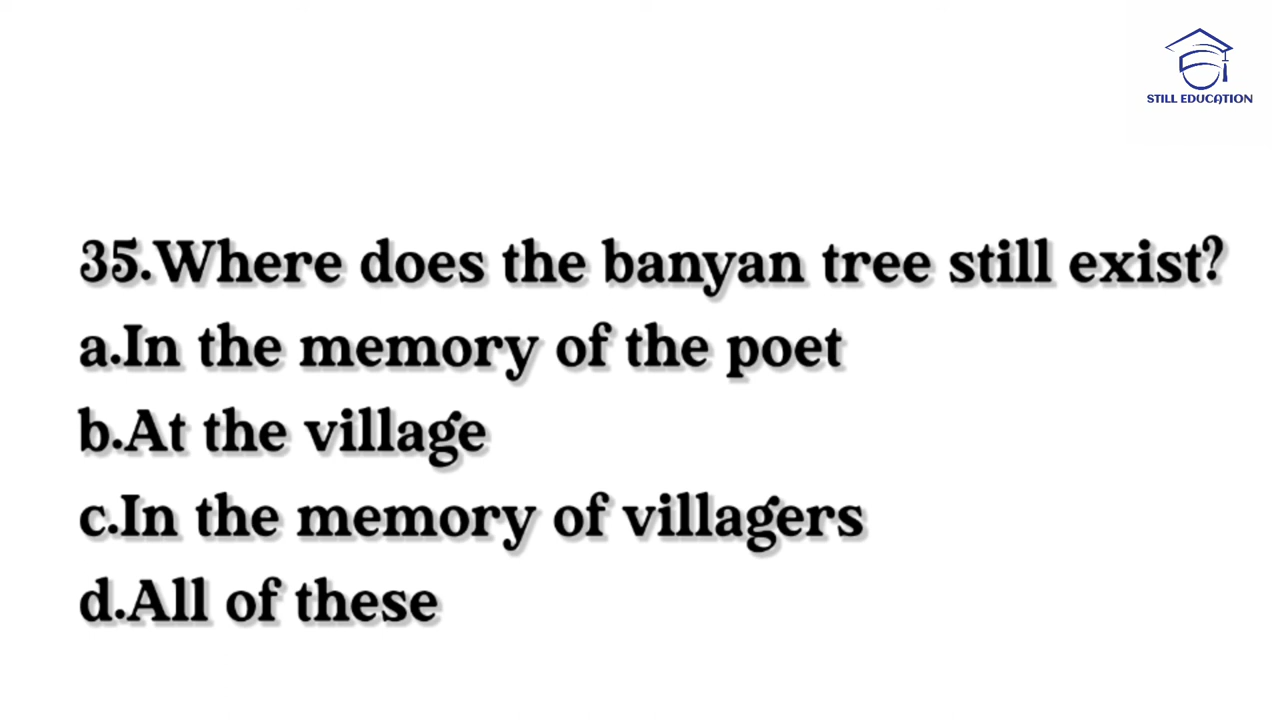 STILL EDUCATION
35.Where does the banyan tree still exist?
a.In the memory of the poet
b.At the village
c.In the memory of villagers
d.All of these